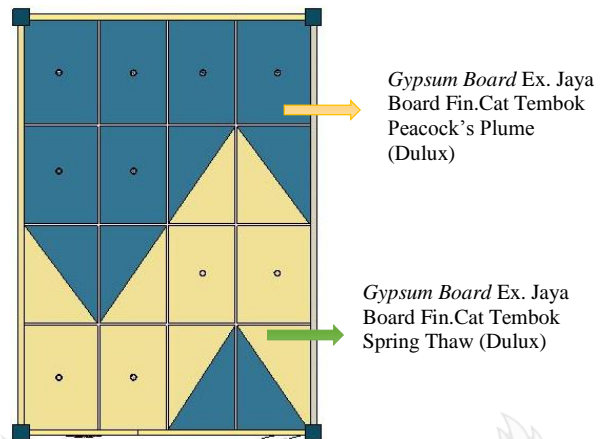 Gypsum Board Ex. Jaya
Board Fin.Cat Tembok
Peacock's Plume
(Dulux)
Gypsum Board Ex. Jaya
Board Fin.Cat Tembok
Spring Thaw (Dulux)